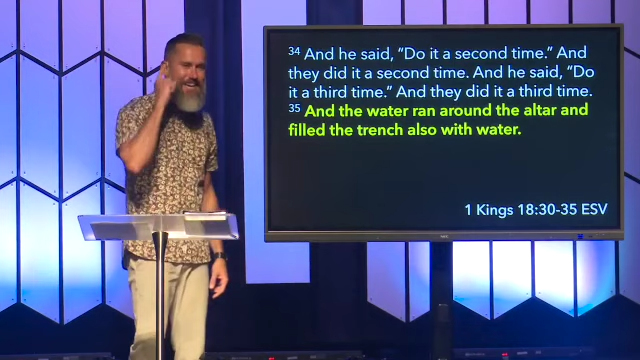 34 And he said, “Do it a second time.” And
they did it a second time. And he said, “Do
it a third time.” And they did it a third time.
35 And the water ran around the altar and
filled the trench also with water.
1 Kings 18:30-35 ESV